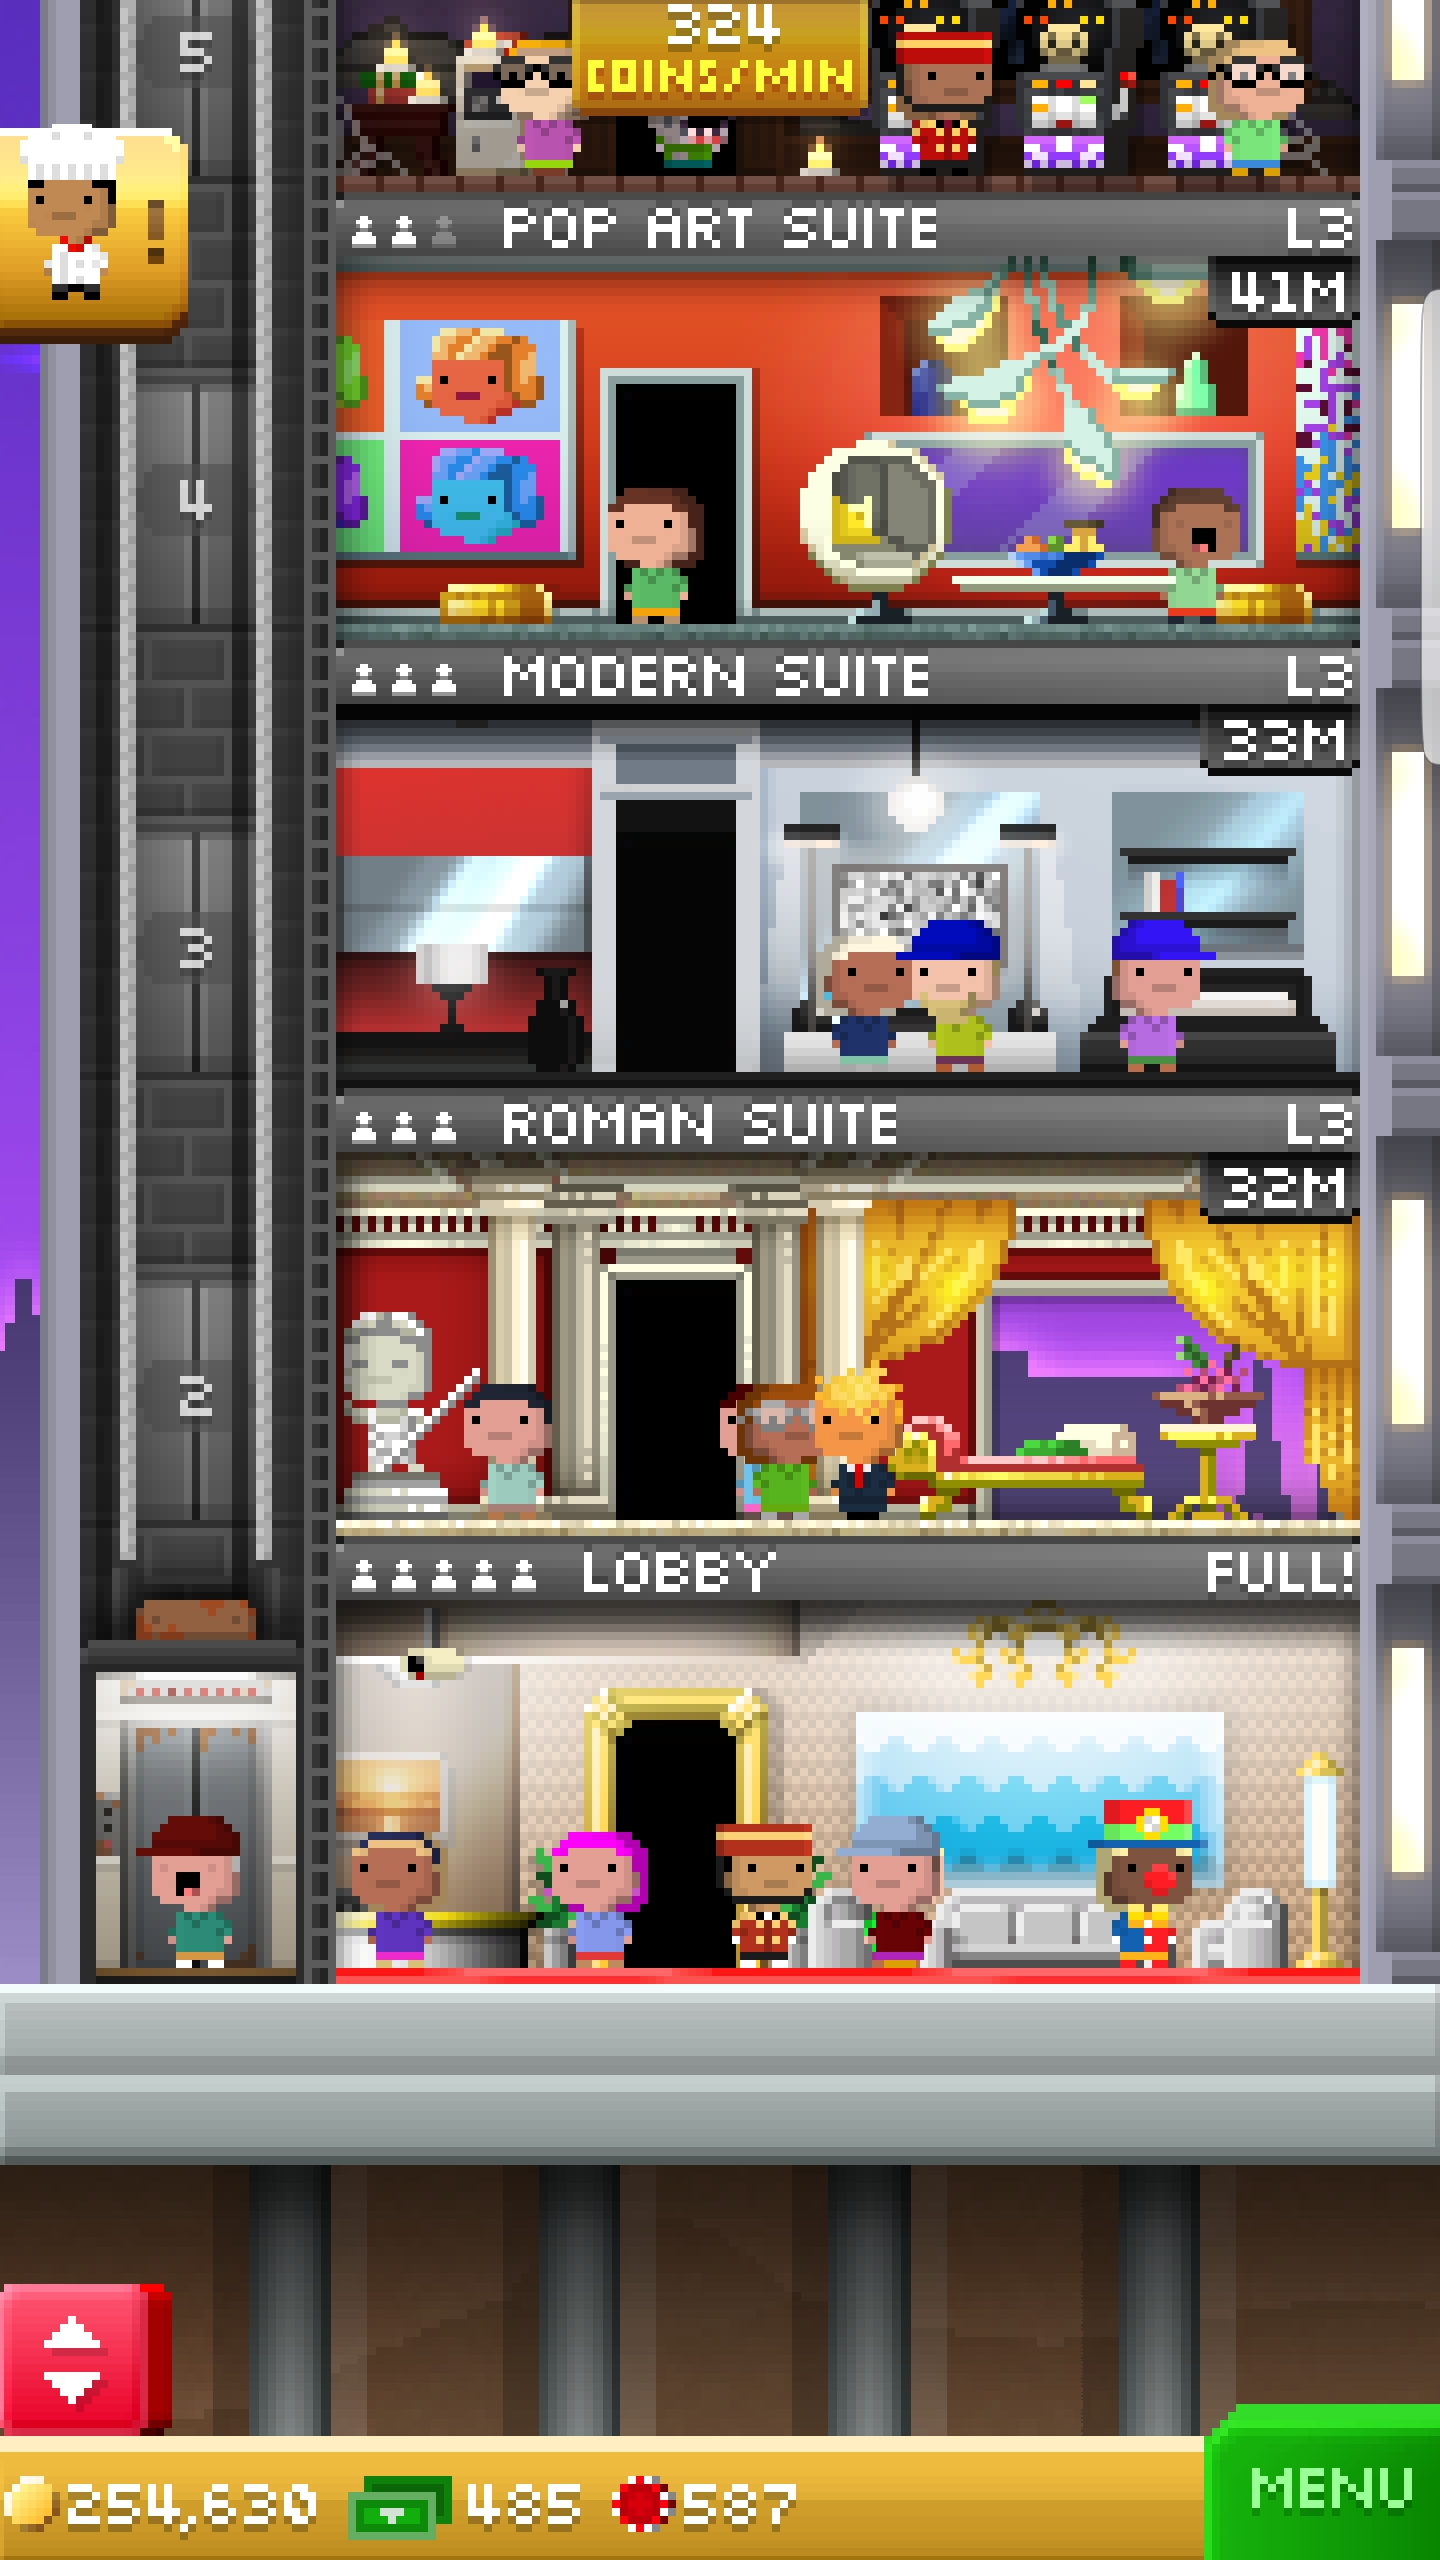 324
COINS/MIN
5
!
POP ART SUITE L3
41M
4
MODERN SUITE L3
33M
3
ROMAN SUITE L3
32M
2
LOBBY FULL!
254,630 485 587 MENU